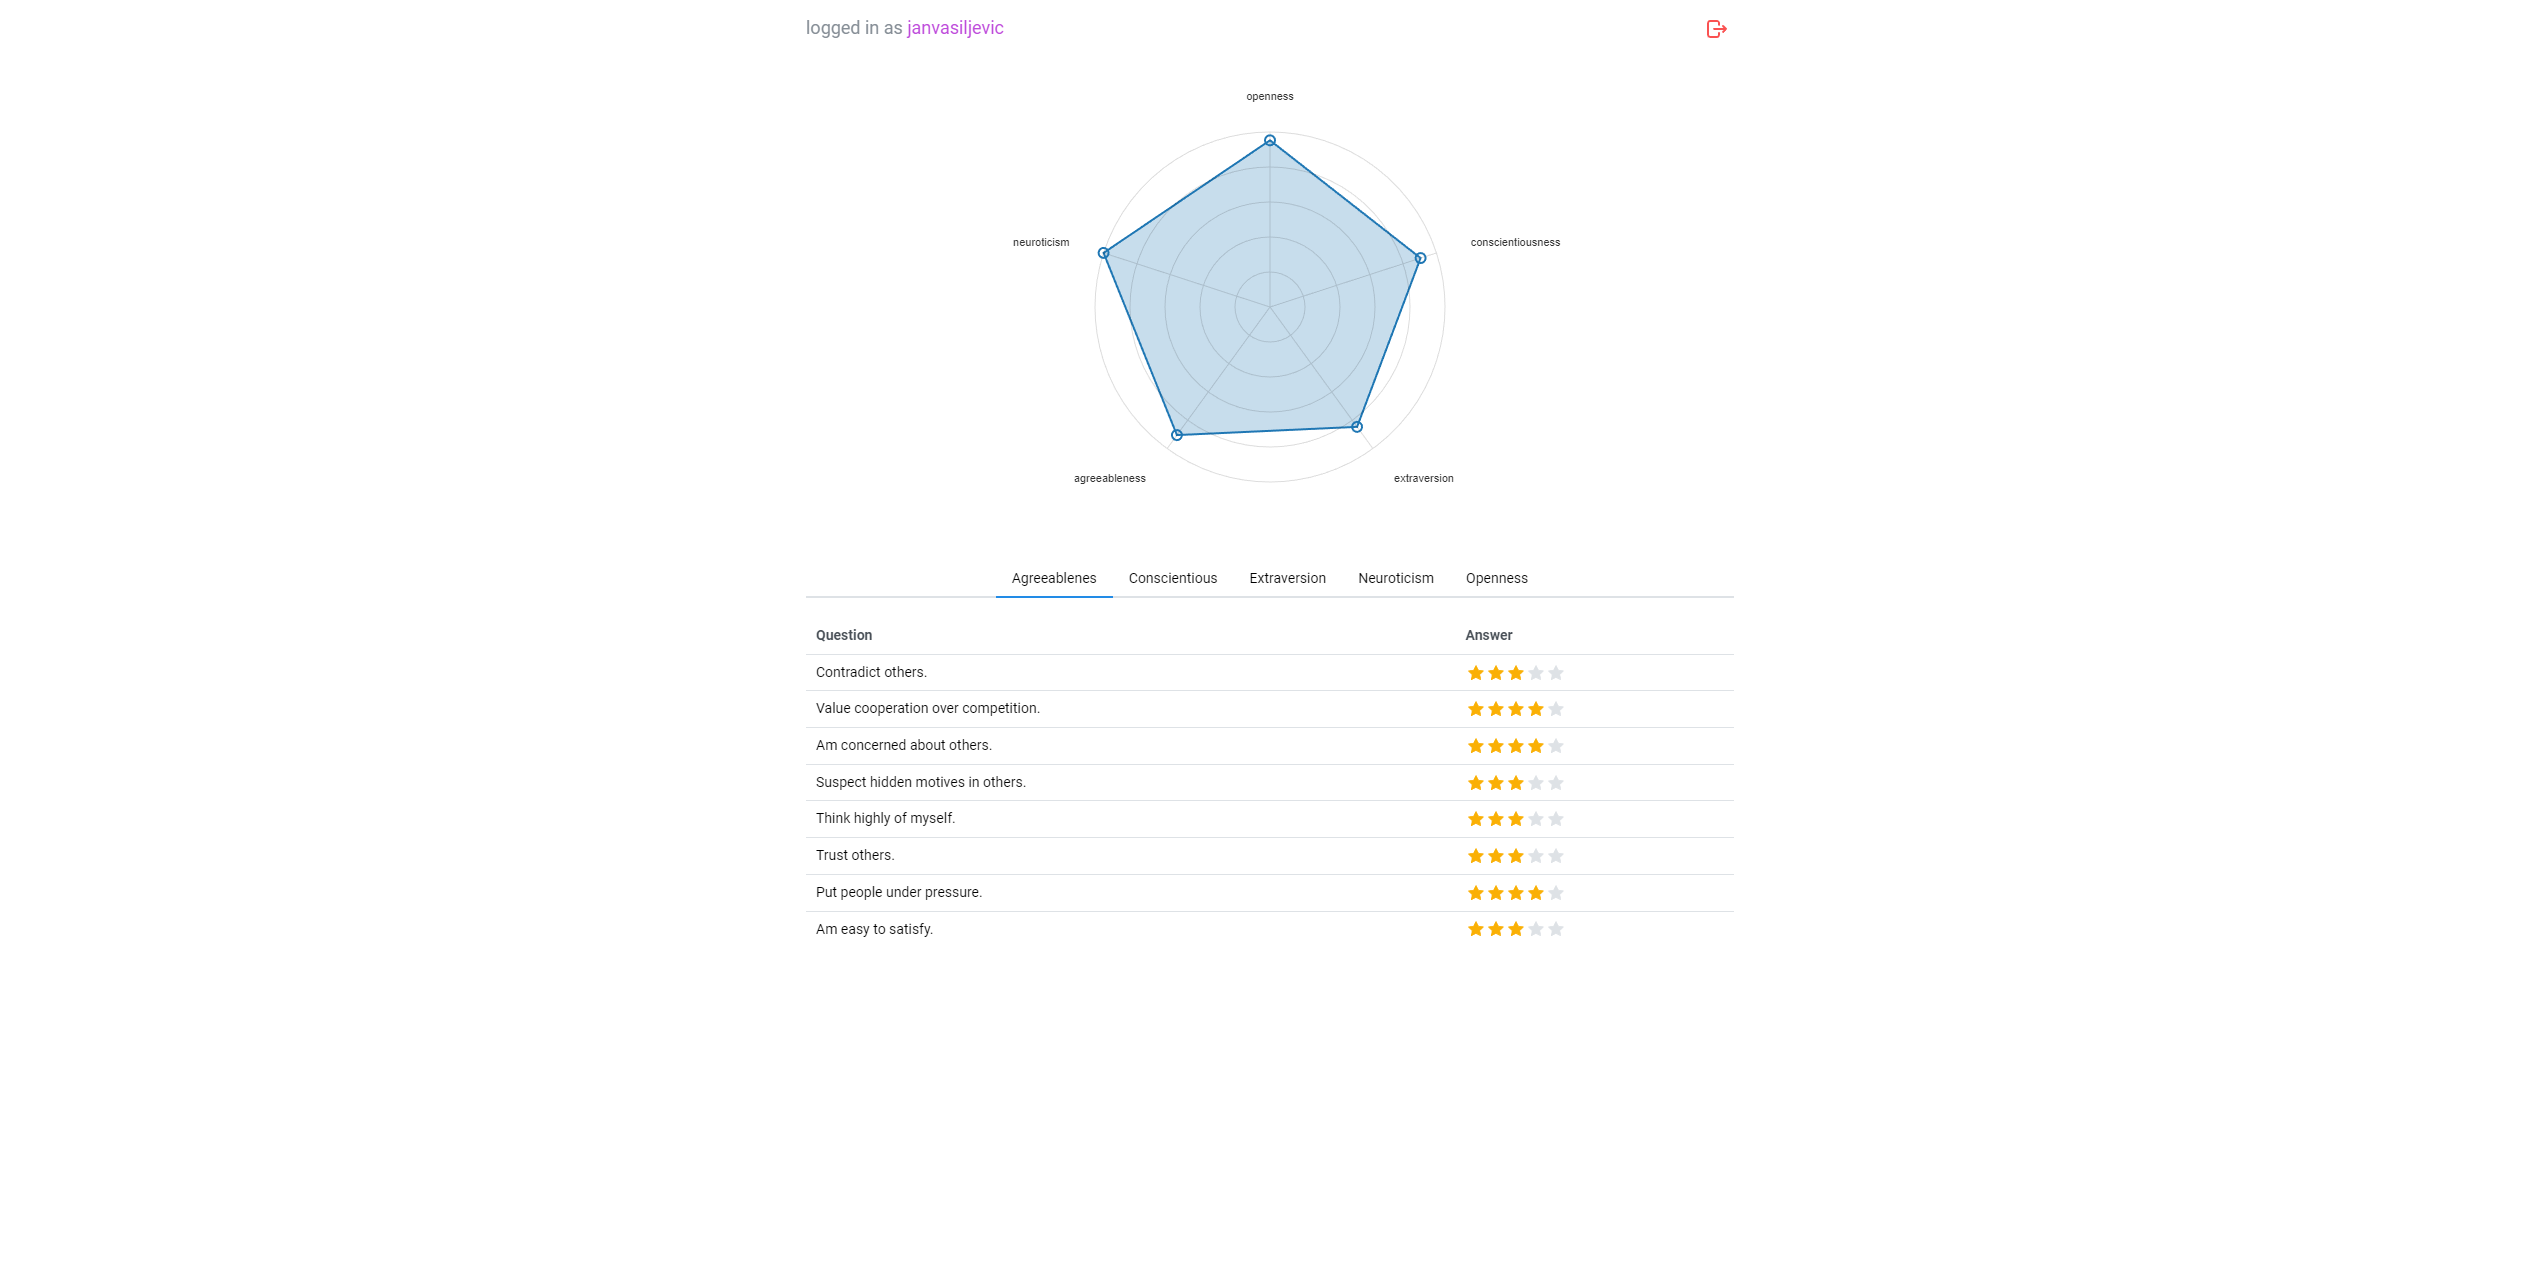 logged in as janvasiljevic
openness
neuroticism
conscientiousness
agreeableness
extraversion
Agreeablenes Conscientious Extraversion Neuroticism Openness
Question Answer
Contradict others.
Value cooperation over competition.
Am concerned about others.
Suspect hidden motives in others.
Think highly of myself.
Trust others.
Put people under pressure.
Am easy to satisfy.